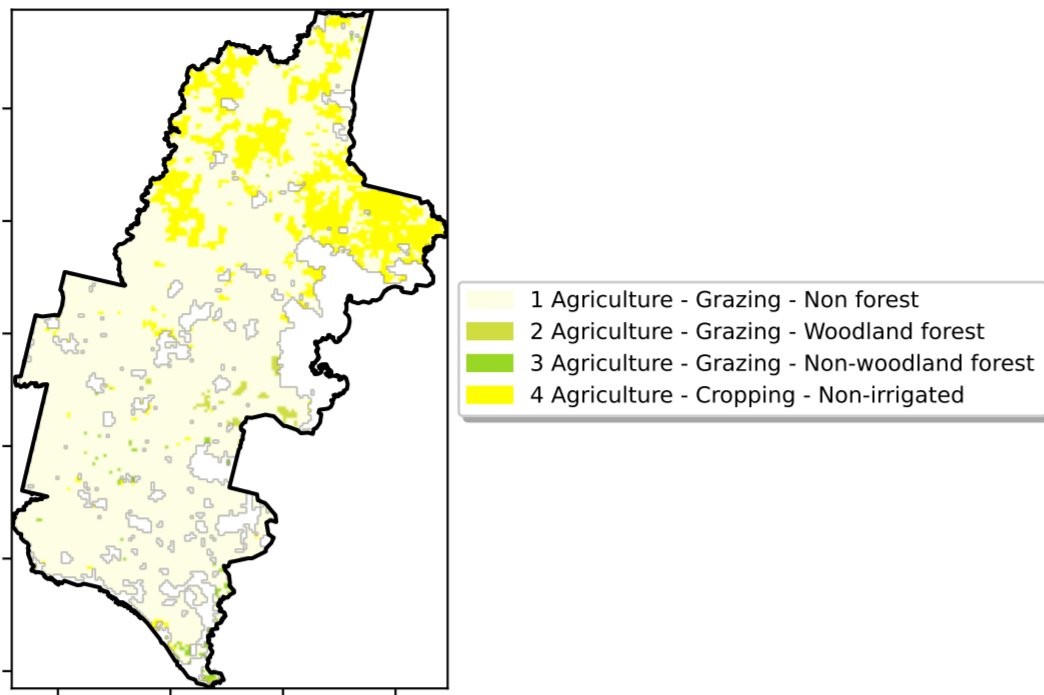 1 Agriculture - Grazing - Non forest
2 Agriculture - Grazing - Woodland forest
3 Agriculture - Grazing - Non-woodland forest
4 Agriculture - Cropping - Non-irrigated